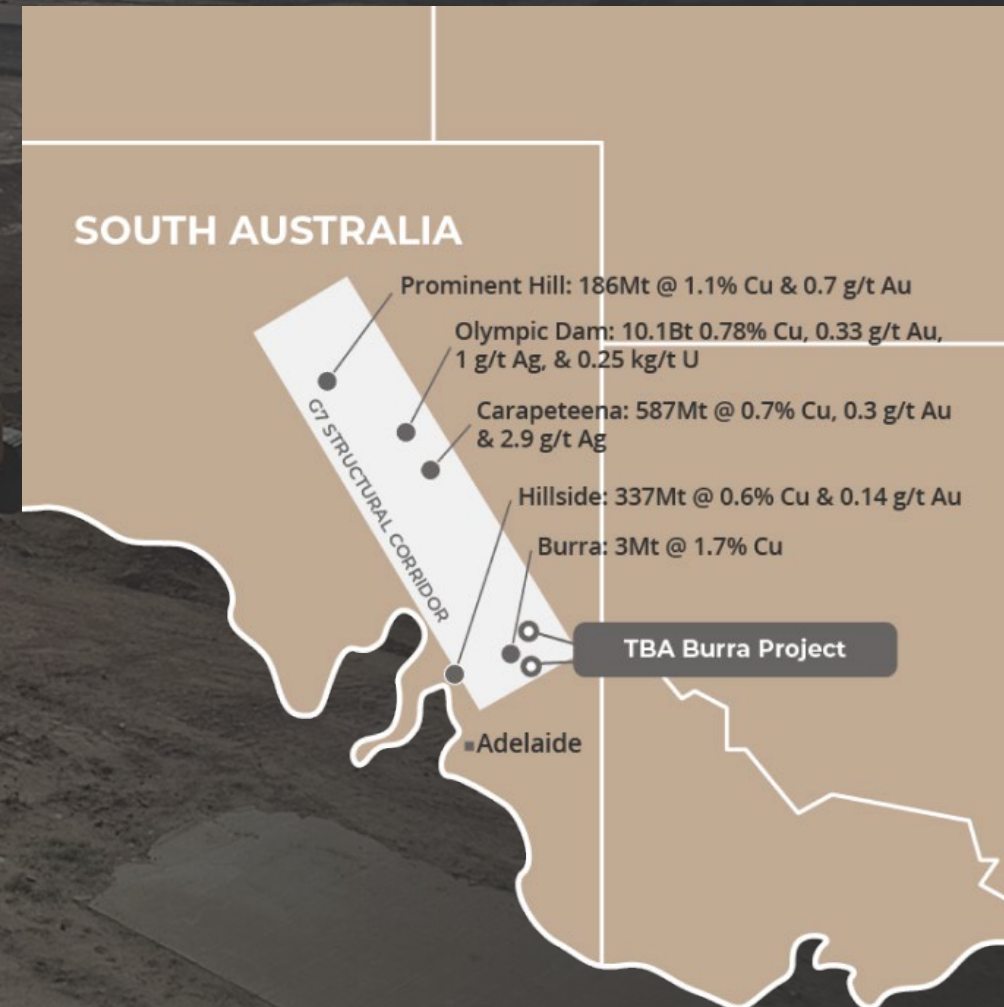 SOUTH AUSTRALIA
Prominent Hill: 186Mt @ 1.1% Cu & 0.7 g/t Au
Olympic Dam: 10.1Bt 0.78% Cu, 0.33 g/t Au,
1 g/t Ag, & 0.25 kg/t U
Carapeteena: 587Mt @ 0.7% Cu, 0.3 g/t Au
& 2.9 g/t Ag
G7 STRUCTURAL CORRIDOR
Hillside: 337Mt @ 0.6% Cu & 0.14 g/t Au
Burra: 3Mt @ 1.7% Cu
TBA Burra Project
Adelaide